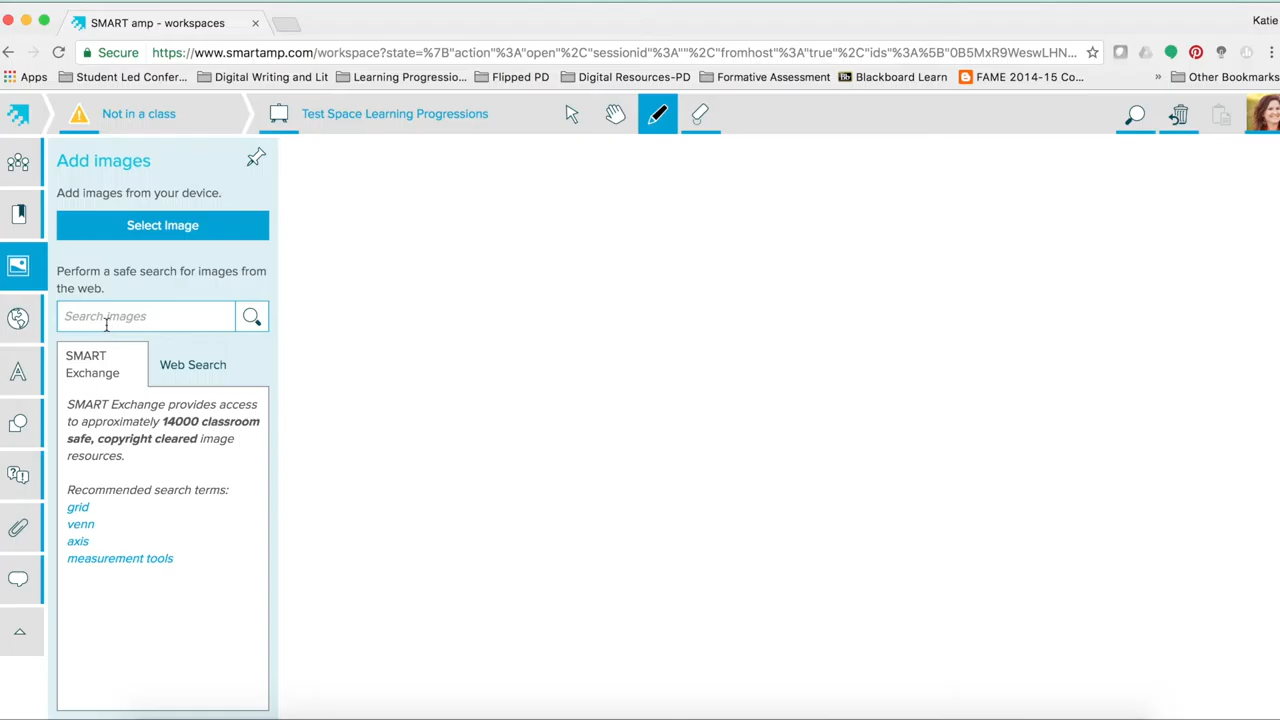 SMART amp - workspaces
Katie
Secure
https://www.smartamp.com/workspace?state=%7B"action"%3A"open"%2C"sessionid"%3A""%2C"fromhost"%3A"true"%2C"ids"%3A%5B"0B5MxR9WeswLHN...
Apps
Student Led Confer...
Digital Writing and Lit
Learning Progressio...
Flipped PD
Digital Resources-PD
Formative Assessment
Bb Blackboard Learn
FAME 2014-15 Co...
»
Other Bookmarks
Not in a class
Test Space Learning Progressions
Add images
Add images from your device.
Select Image
Perform a safe search for images from
the web.
Search images
SMART
Exchange
Web Search
SMART Exchange provides access
to approximately 14000 classroom
safe, copyright cleared image
resources.
Recommended search terms:
grid
venn
axis
measurement tools